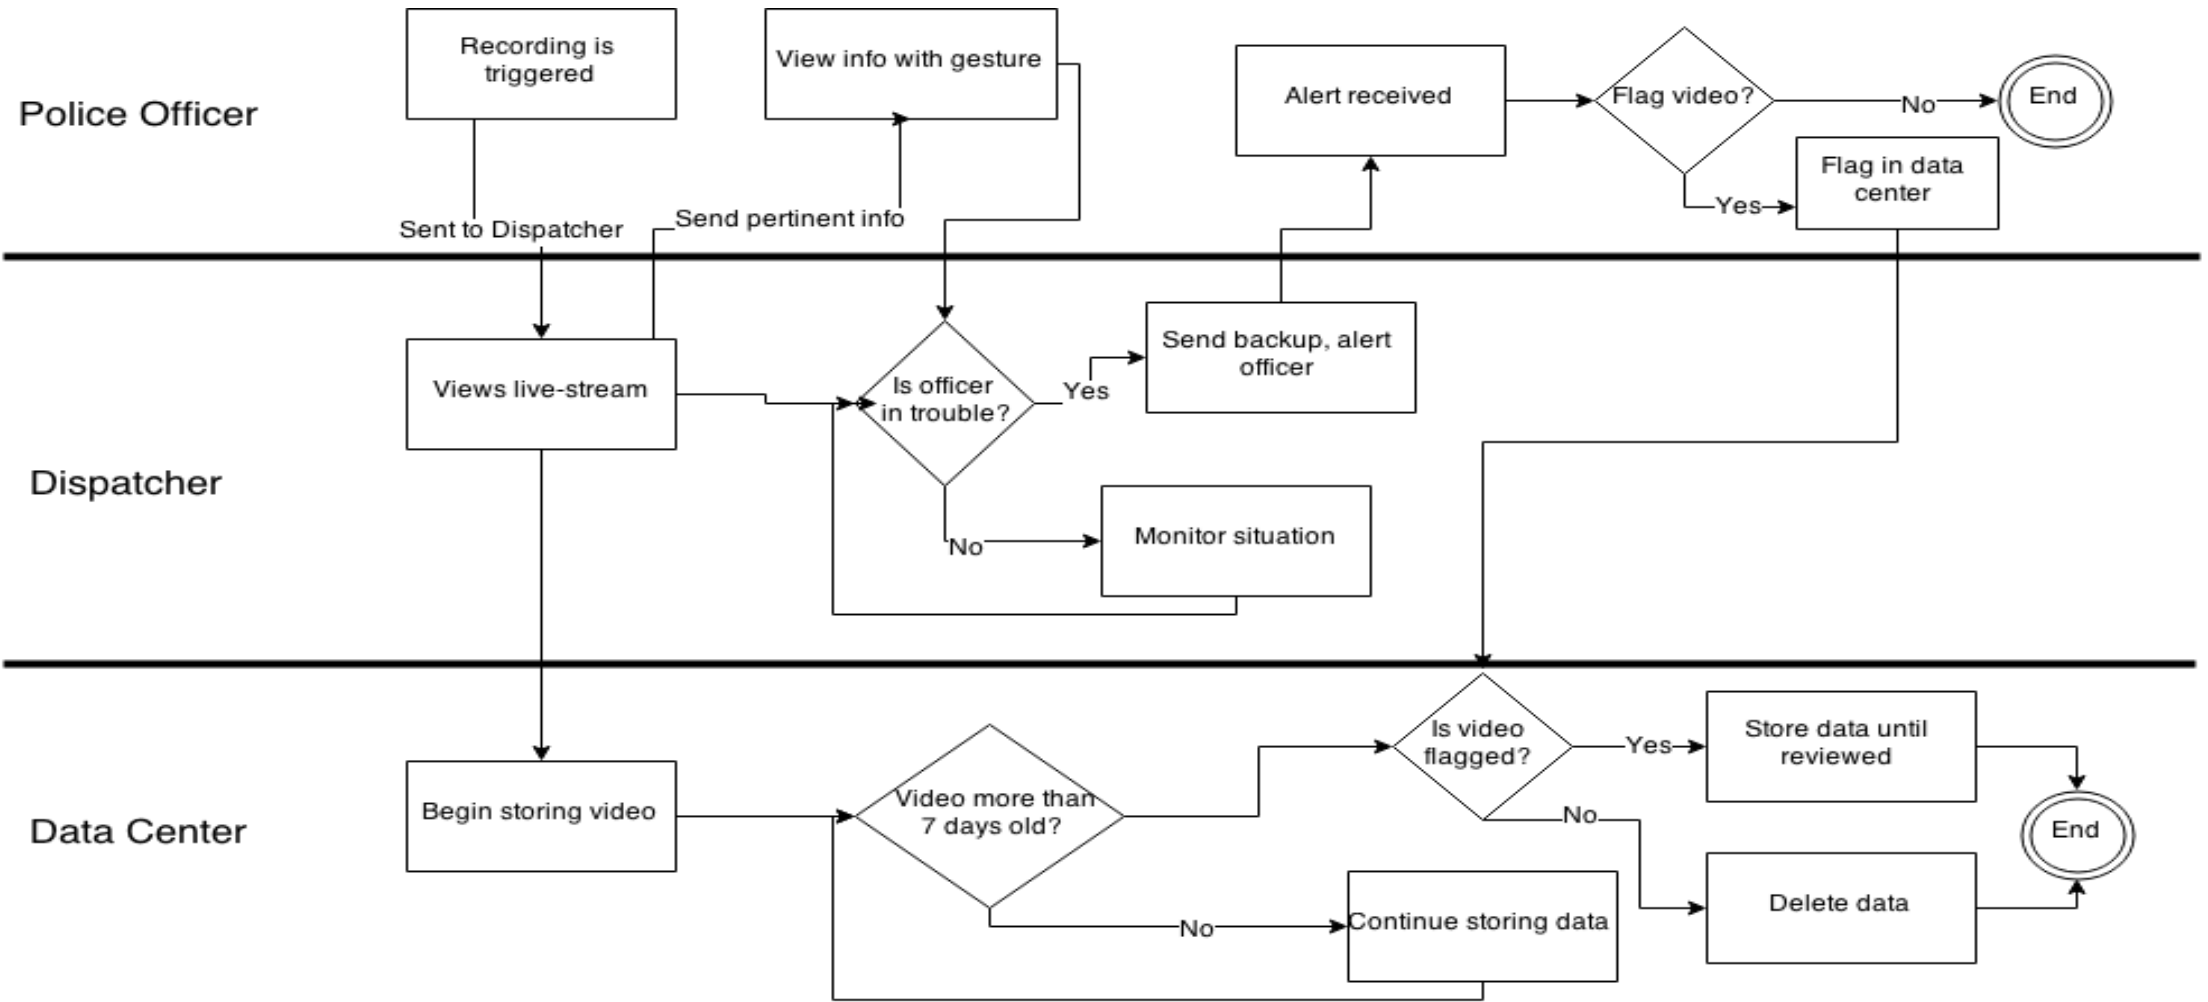 Recording is
triggered
View info with gesture
Alert received
Flag video?
No
End
Police Officer
Flag in data
center
Yes
Send pertinent info
Sent to Dispatcher
Views live-stream
Is officer
in trouble?
Yes
Send backup, alert
officer
Dispatcher
No
Monitor situation
Is video
flagged?
Yes
Store data until
reviewed
Begin storing video
Video more than
7 days old?
No
End
Data Center
No
Continue storing data
Delete data